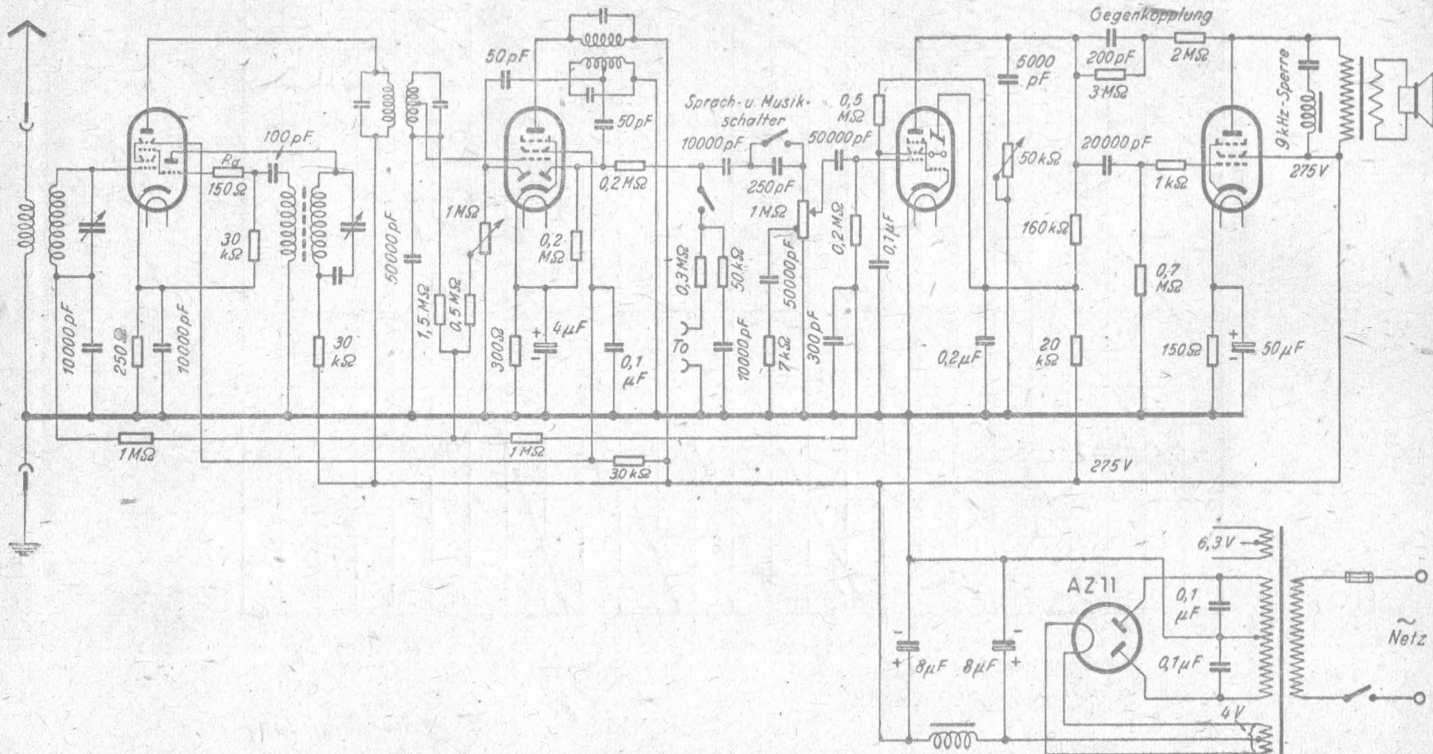 Gegenkopplung
50 pF
200 pF
2 MΩ
5000
pF
3 MΩ
9 kHz-Sperre
Sprach- u. Musik-
schalter
0,5
MΩ
50 pF
100 pF
10000 pF
50000 pF
20000 pF
50 kΩ
Rd
150 Ω
0,2 MΩ
250 pF
1 kΩ
275 V
1 MΩ
1 MΩ
30
kΩ
50000 pF
0,2
MΩ
0,3 MΩ
50 kΩ
50000 pF
0,2 MΩ
0,1 µF
160 kΩ
0,7
MΩ
10000 pF
250 Ω
10000 pF
30
kΩ
1,5 MΩ
0,5 MΩ
300 Ω
+
4 µF
-
0,1
µF
To
10000 pF
7 kΩ
300 pF
0,2 µF
20
kΩ
150 Ω
+
50 µF
-
1 MΩ
1 MΩ
30 kΩ
275 V
6,3 V
AZ 11
0,1
µF
~
Netz
-
+
8 µF
-
+
8 µF
0,1 µF
4 V